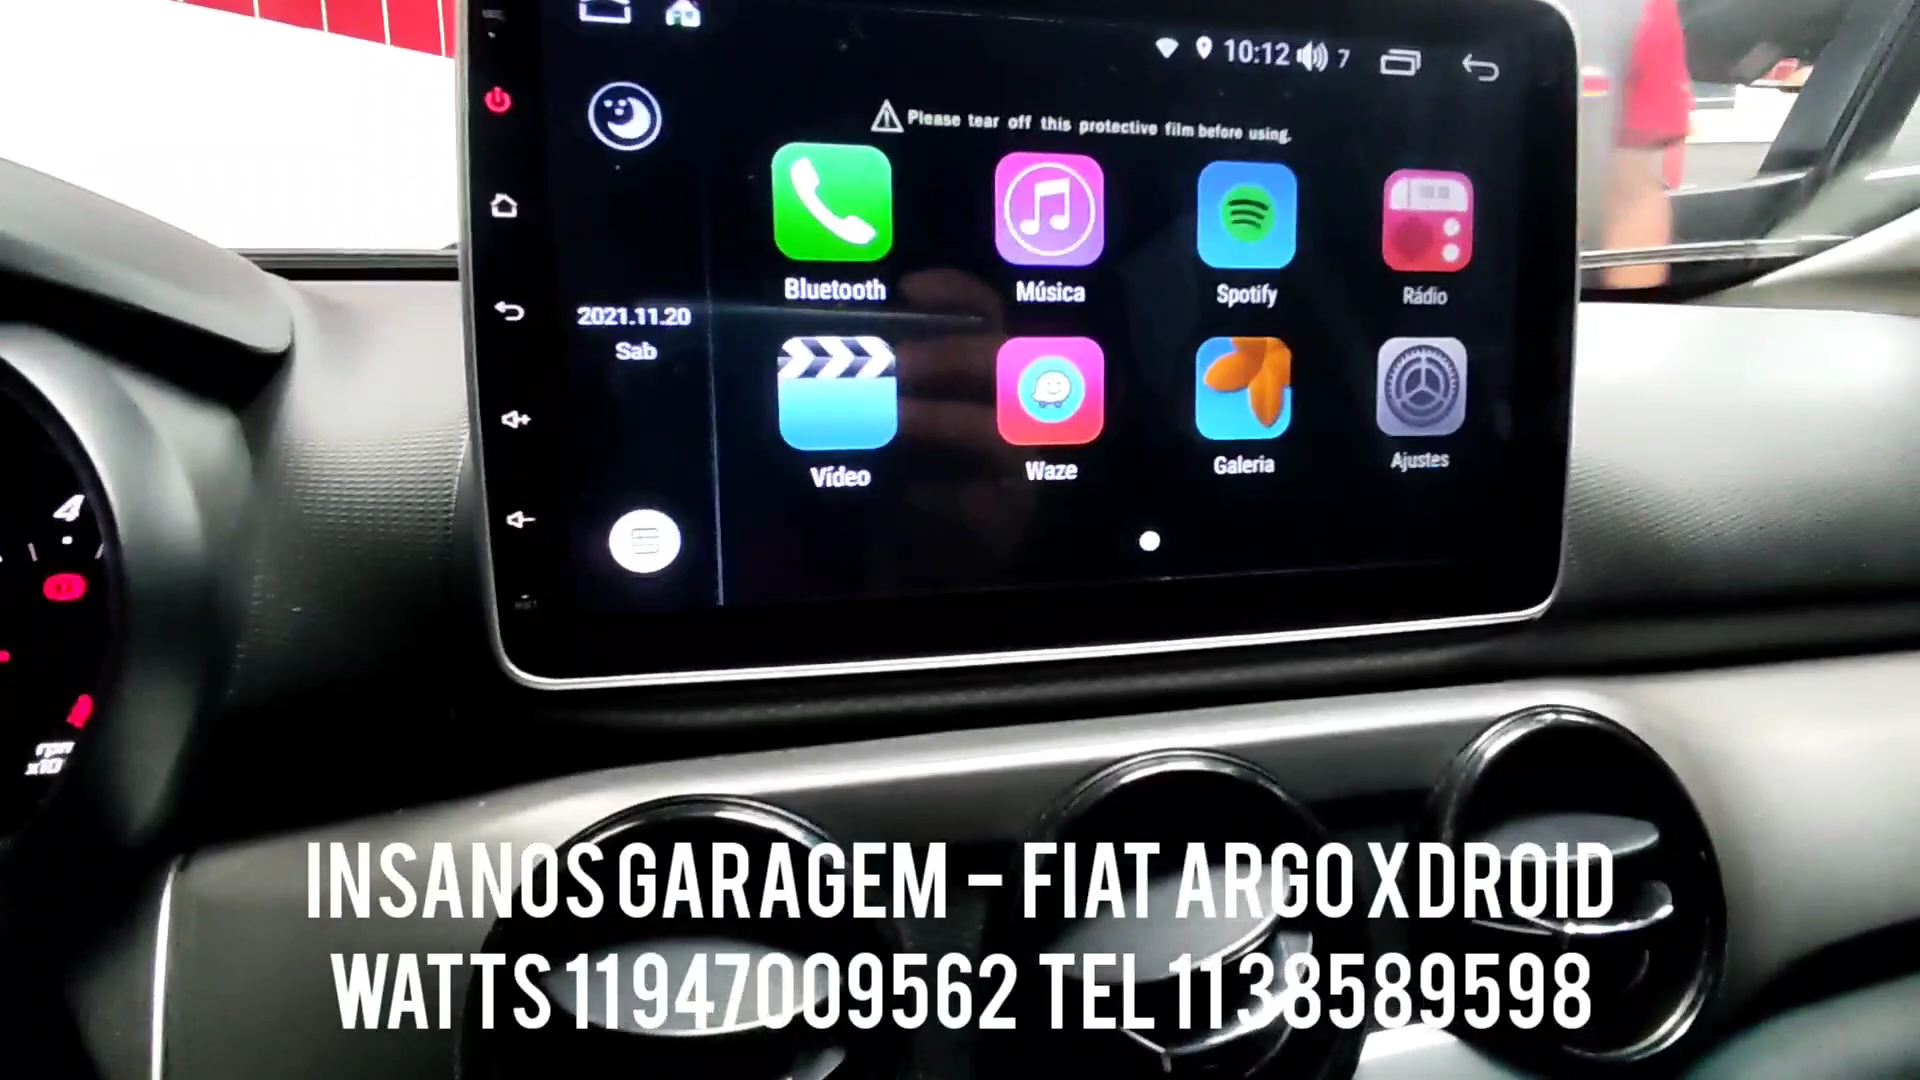 10:12 7
Please tear off this protective film before using.
Bluetooth Música Spotify Rádio
2021.11.20
Sab
Vídeo Waze Galeria Ajustes
4
rpm
INSANOS GARAGEM - FIAT ARGO XDROID
WATTS 11947009562 TEL 1138589598